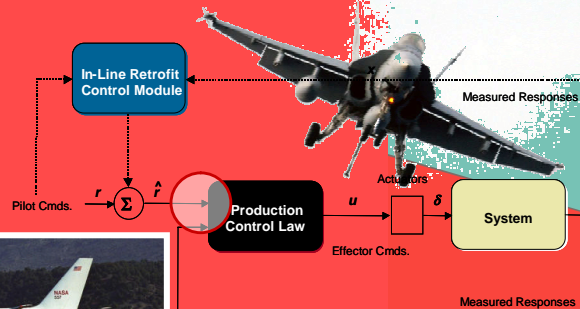 In-Line Retrofit
Control Module
x
Measured Responses
Pilot Cmds.
r
Σ
r̂
Production
Control Law
u
Effector Cmds.
Actuators
δ
System
NASA
Measured Responses